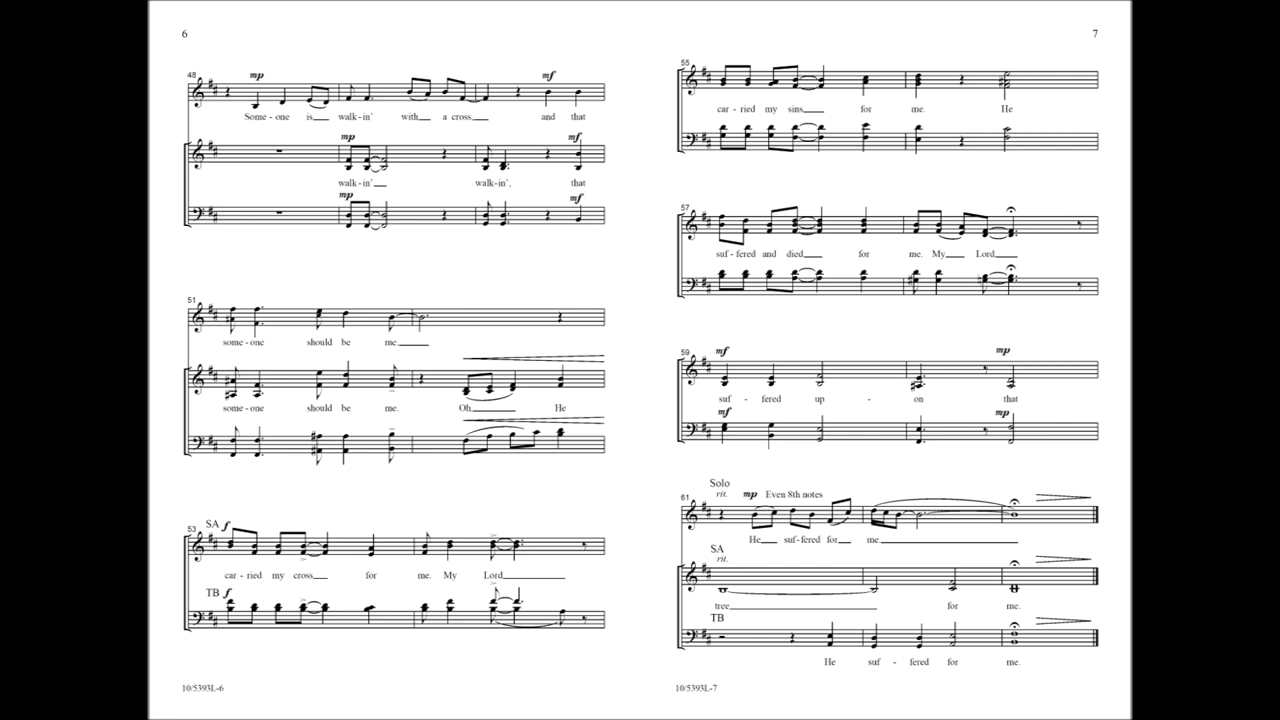 6
48
mp
mf
Some - one is walk-in' with a cross. and that
mp
mf
walk-in' walk-in', that
mp
mf
51
some - one should be me.
some - one should be me. Oh, He
SA f
53
car - ried my cross for me. My Lord
TB f
10/5393L-6
7
55
car - ried my sins for me. He
57
suf - fered and died for me. My Lord
59
mf
mp
suf - fered up - on that
mf
mp
Solo
61
rit. mp Even 8th notes
He suf-fered for me.
SA
rit.
tree for me.
TB
He suf - fered for me.
10/5393L-7